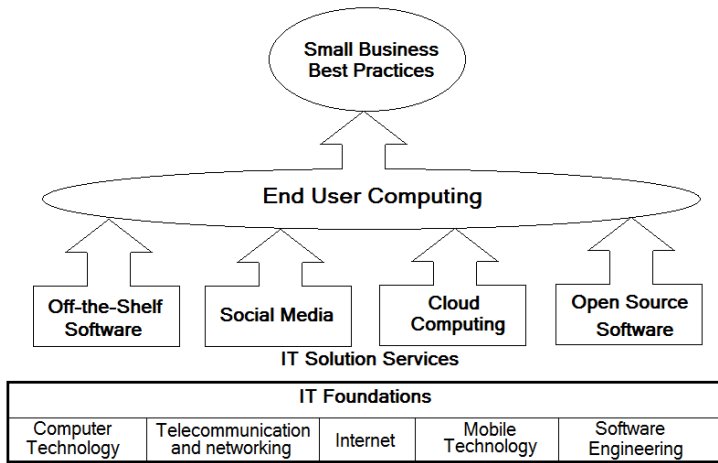 Small Business
Best Practices
End User Computing
Off-the-Shelf
Software
Social Media
Cloud
Computing
Open Source
Software
IT Solution Services
IT Foundations
Computer
Technology
Telecommunication
and networking
Internet
Mobile
Technology
Software
Engineering